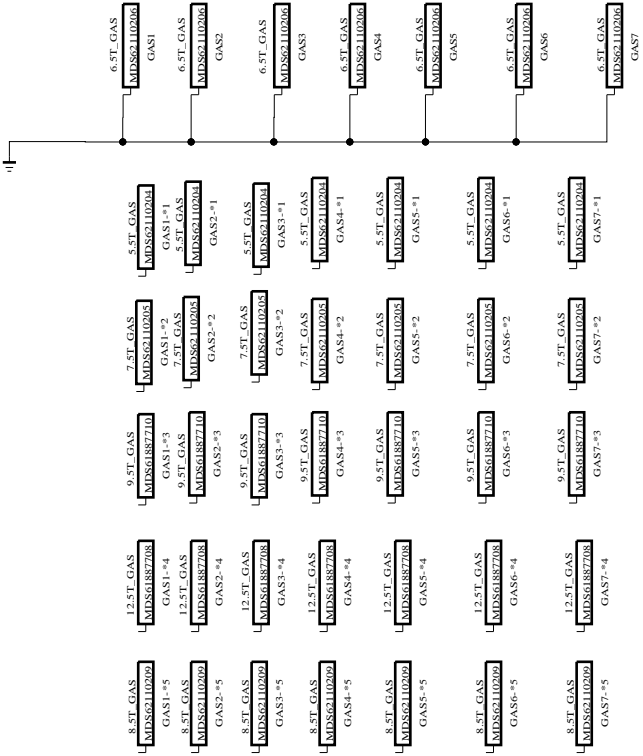 6.5T_GAS
MDS62110206
GAS1
6.5T_GAS
MDS62110206
GAS2
6.5T_GAS
MDS62110206
GAS3
6.5T_GAS
MDS62110206
GAS4
6.5T_GAS
MDS62110206
GAS5
6.5T_GAS
MDS62110206
GAS6
6.5T_GAS
MDS62110206
GAS7
5.5T_GAS
MDS62110204
GAS1-*1
5.5T_GAS
MDS62110204
GAS2-*1
5.5T_GAS
MDS62110204
GAS3-*1
5.5T_GAS
MDS62110204
GAS4-*1
5.5T_GAS
MDS62110204
GAS5-*1
5.5T_GAS
MDS62110204
GAS6-*1
5.5T_GAS
MDS62110204
GAS7-*1
7.5T_GAS
MDS62110205
GAS1-*2
7.5T_GAS
MDS62110205
GAS2-*2
7.5T_GAS
MDS62110205
GAS3-*2
7.5T_GAS
MDS62110205
GAS4-*2
7.5T_GAS
MDS62110205
GAS5-*2
7.5T_GAS
MDS62110205
GAS6-*2
7.5T_GAS
MDS62110205
GAS7-*2
9.5T_GAS
MDS61887710
GAS1-*3
9.5T_GAS
MDS61887710
GAS2-*3
9.5T_GAS
MDS61887710
GAS3-*3
9.5T_GAS
MDS61887710
GAS4-*3
9.5T_GAS
MDS61887710
GAS5-*3
9.5T_GAS
MDS61887710
GAS6-*3
9.5T_GAS
MDS61887710
GAS7-*3
12.5T_GAS
MDS61887708
GAS1-*4
12.5T_GAS
MDS61887708
GAS2-*4
12.5T_GAS
MDS61887708
GAS3-*4
12.5T_GAS
MDS61887708
GAS4-*4
12.5T_GAS
MDS61887708
GAS5-*4
12.5T_GAS
MDS61887708
GAS6-*4
12.5T_GAS
MDS61887708
GAS7-*4
8.5T_GAS
MDS62110209
GAS1-*5
8.5T_GAS
MDS62110209
GAS2-*5
8.5T_GAS
MDS62110209
GAS3-*5
8.5T_GAS
MDS62110209
GAS4-*5
8.5T_GAS
MDS62110209
GAS5-*5
8.5T_GAS
MDS62110209
GAS6-*5
8.5T_GAS
MDS62110209
GAS7-*5